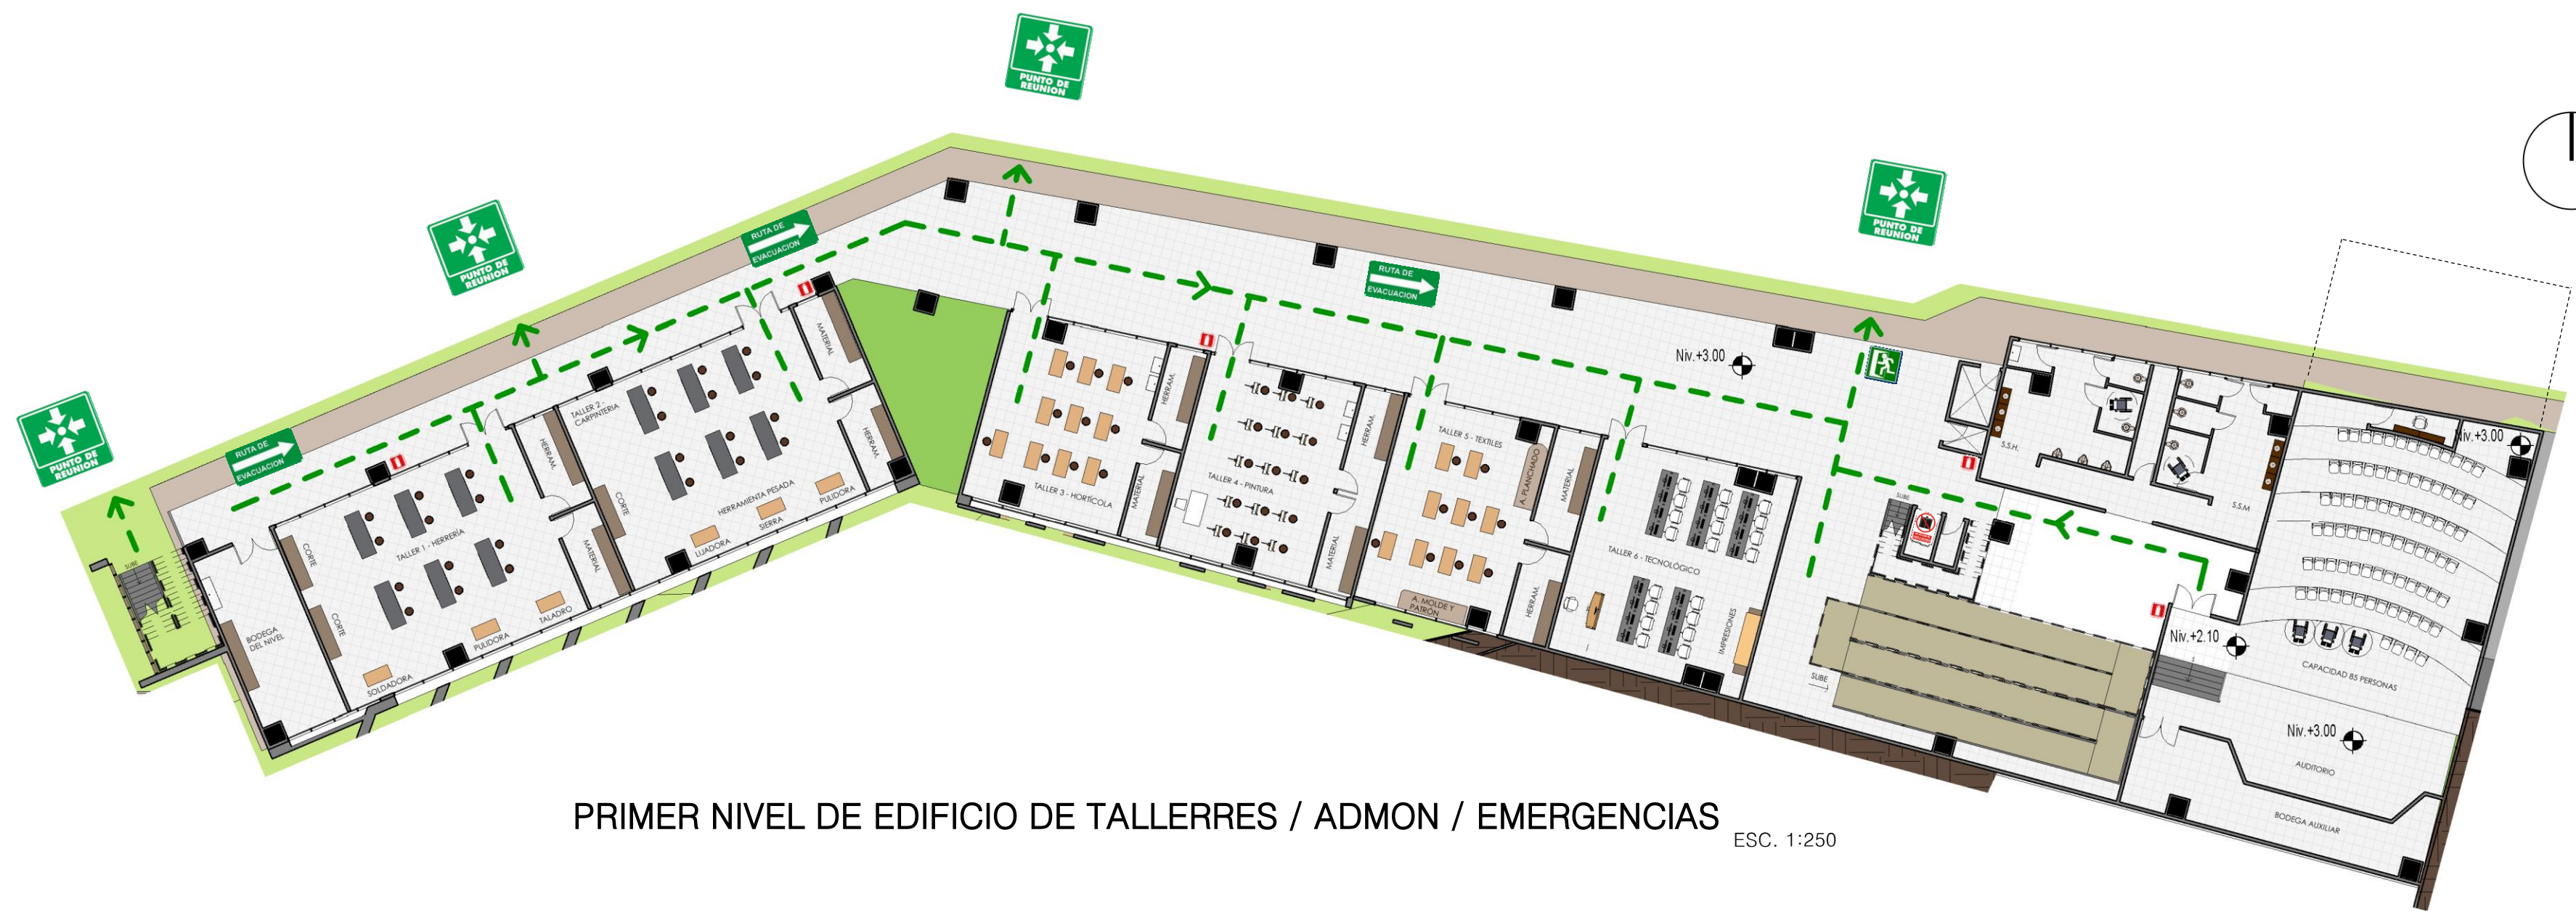 PUNTO DE
REUNION
PUNTO DE
REUNION
PUNTO DE
REUNION
PUNTO DE
REUNION
RUTA DE
EVACUACION
RUTA DE
EVACUACION
RUTA DE
EVACUACION
SUBE
BODEGA
DEL NIVEL
CORTE
CORTE
TALLER 1 - HERRERÍA
SOLDADORA
PULIDORA
TALADRO
HERRAM.
MATERIAL
TALLER 2 -
CARPINTERIA
CORTE
HERRAMIENTA PESADA
LIJADORA
SIERRA
PULIDORA
MATERIAL
HERRAM.
TALLER 3 - HORTÍCOLA
HERRAM.
MATERIAL
TALLER 4 - PINTURA
HERRAM.
MATERIAL
TALLER 5 - TEXTILES
A. PLANCHADO
A. MOLDE Y
PATRÓN
MATERIAL
HERRAM.
TALLER 6 - TECNOLÓGICO
IMPRESIONES
Niv.+3.00
SUBE
SUBE
S.S.H.
S.S.M
Niv.+3.00
Niv.+2.10
CAPACIDAD 85 PERSONAS
Niv.+3.00
AUDITORIO
BODEGA AUXILIAR
PRIMER NIVEL DE EDIFICIO DE TALLERRES / ADMON / EMERGENCIAS
ESC. 1:250